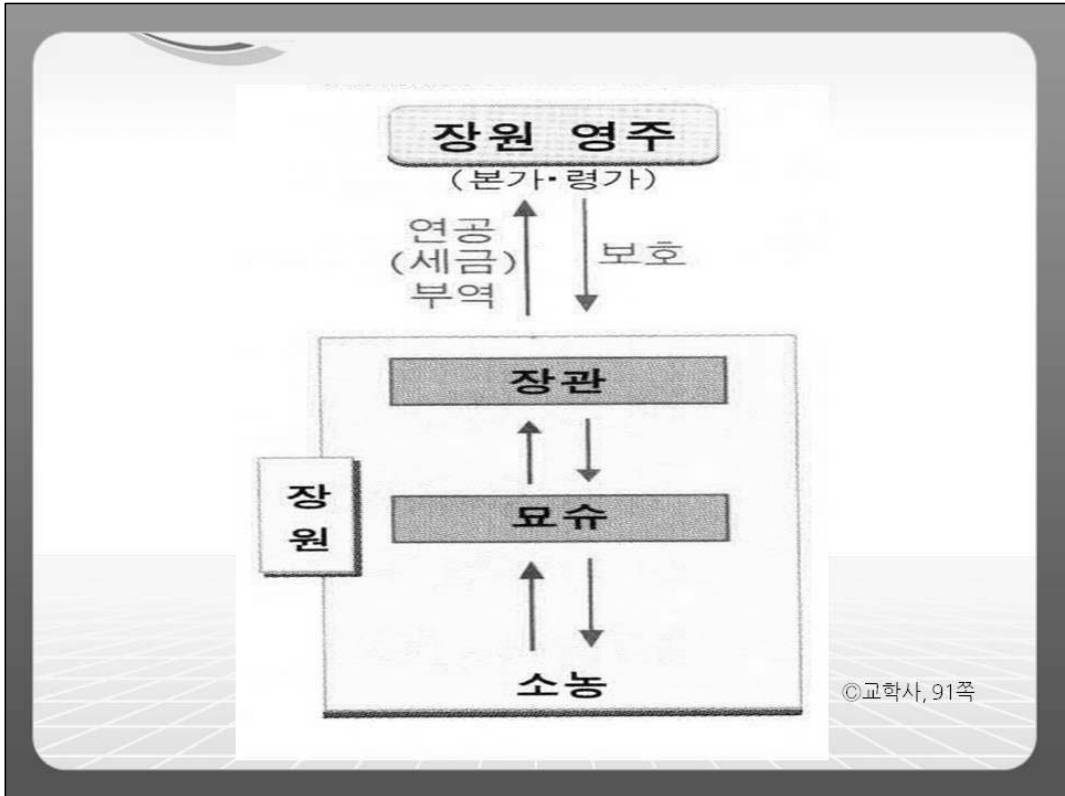 장원 영주
(본가·령가)
연공
(세금)
부역
보호
장관
장
원
묘슈
소농
©교학사, 91쪽